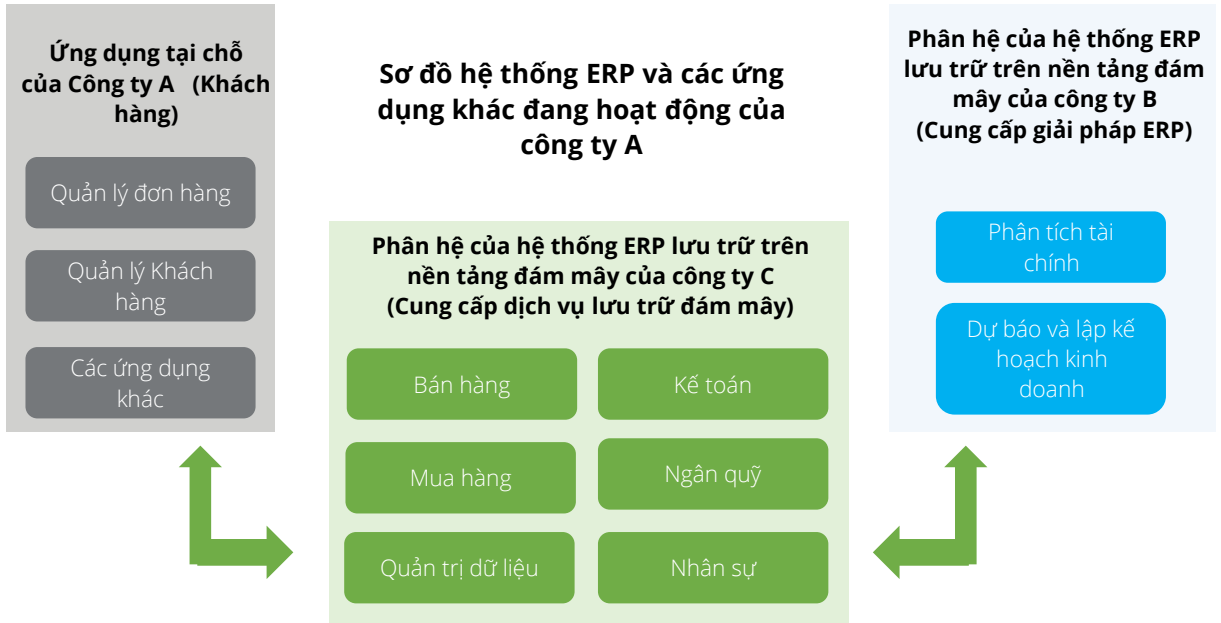 Ứng dụng tại chỗ
của Công ty A (Khách
hàng)
Quản lý đơn hàng
Quản lý Khách
hàng
Các ứng dụng
khác
Sơ đồ hệ thống ERP và các ứng
dụng khác đang hoạt động của
công ty A
Phân hệ của hệ thống ERP lưu trữ trên
nền tảng đám mây của công ty C
(Cung cấp dịch vụ lưu trữ đám mây)
Bán hàng
Kế toán
Mua hàng
Ngân quỹ
Quản trị dữ liệu
Nhân sự
Phân hệ của hệ thống ERP
lưu trữ trên nền tảng đám
mây của công ty B
(Cung cấp giải pháp ERP)
Phân tích tài
chính
Dự báo và lập kế
hoạch kinh
doanh